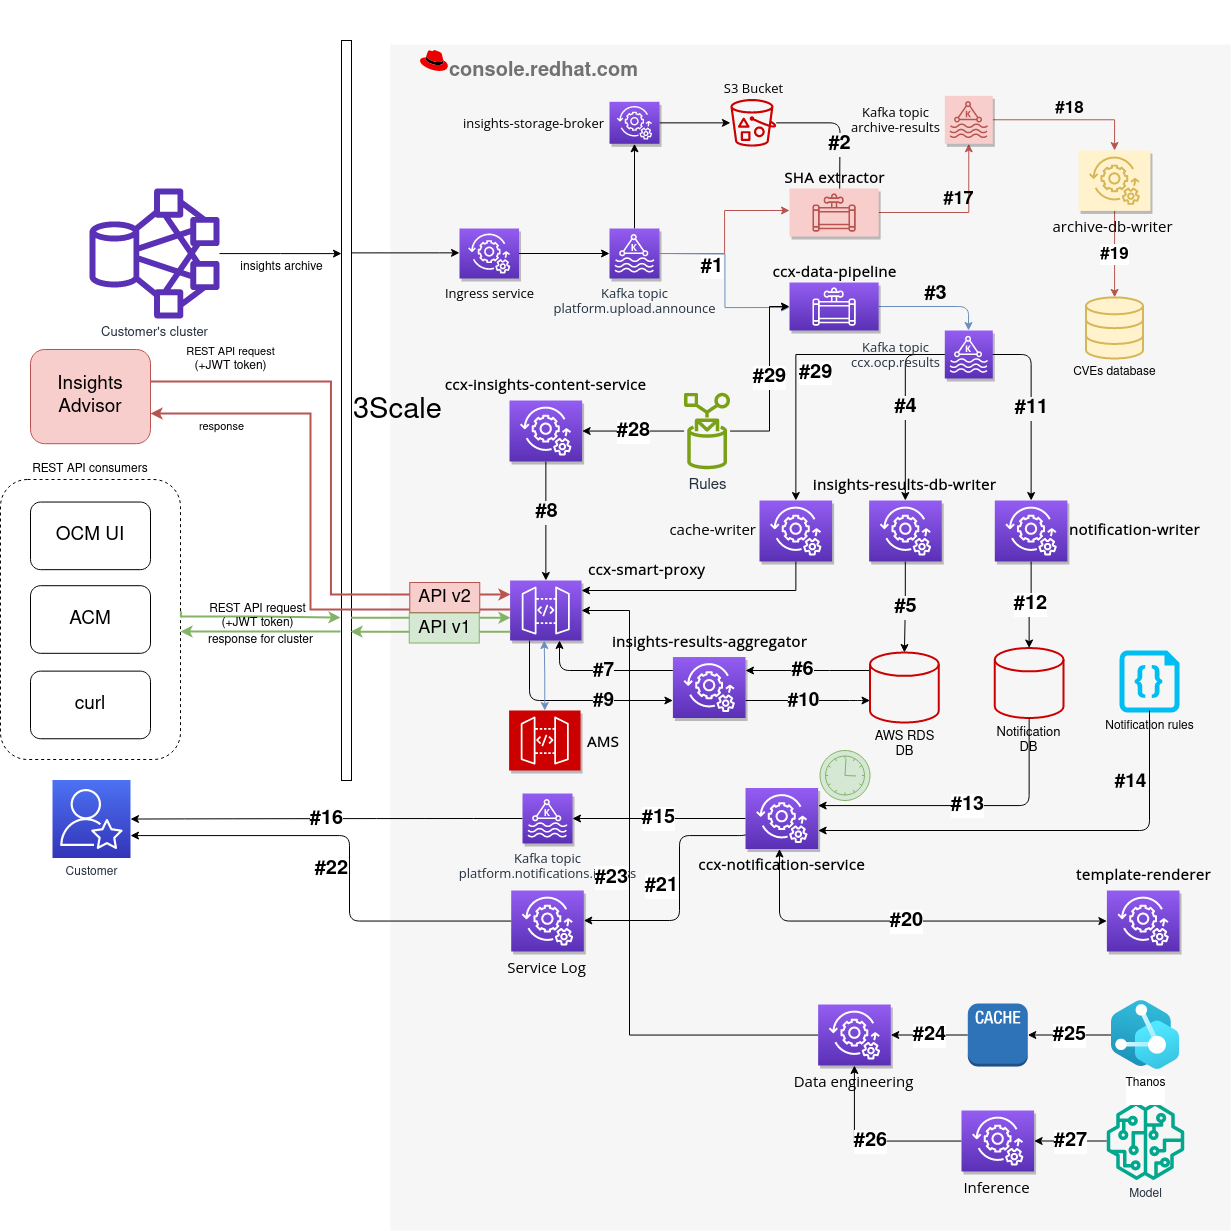 console.redhat.com
S3 Bucket
insights-storage-broker
Kafka topic
archive-results
#18
#2
SHA extractor
#17
archive-db-writer
#19
insights archive
Ingress service
#1
Kafka topic
platform.upload.announce
ccx-data-pipeline
#3
Customer's cluster
Kafka topic
ccx.ocp.results
CVEs database
REST API request
(+JWT token)
Insights
Advisor
response
3Scale
ccx-insights-content-service
#29
#29
#4
#11
#28
Rules
REST API consumers
OCM UI
ACM
curl
#8
insights-results-db-writer
cache-writer
notification-writer
ccx-smart-proxy
API v2
API v1
REST API request
(+JWT token)
response for cluster
#5
#12
insights-results-aggregator
#7
#6
#9
#10
AMS
AWS RDS
DB
Notification
DB
Notification rules
#14
#13
#16
#15
Customer
Kafka topic
platform.notifications.
#23
#22
#21
ccx-notification-service
template-renderer
#20
Service Log
CACHE
#24
#25
Data engineering
Thanos
#26
#27
Inference
Model